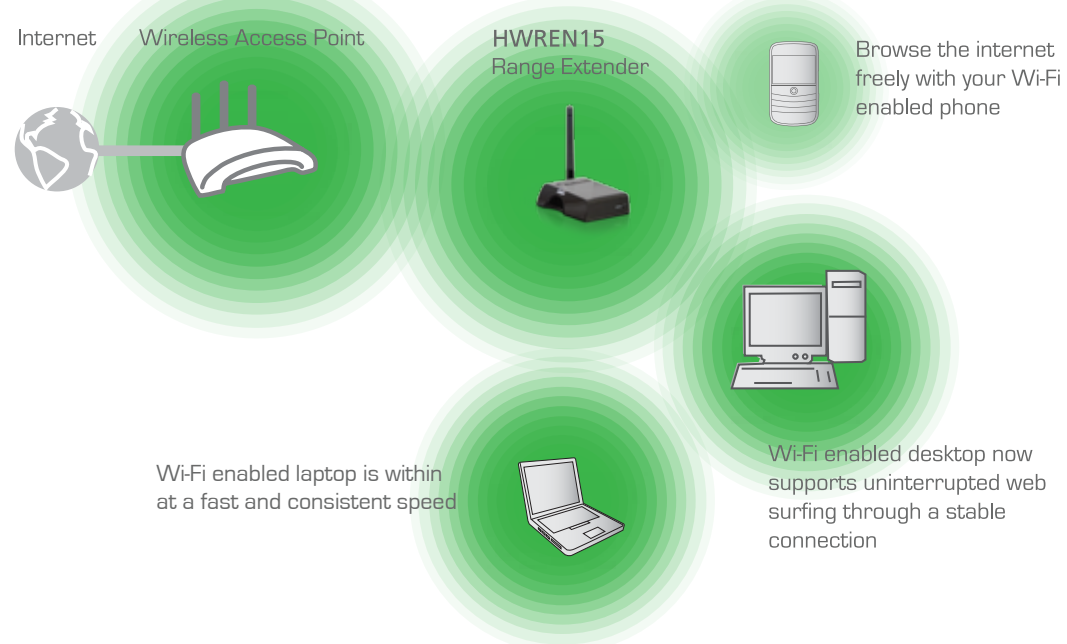 Internet
Wireless Access Point
HWREN15
Range Extender
Browse the internet
freely with your Wi-Fi
enabled phone
Wi-Fi enabled laptop is within
at a fast and consistent speed
Wi-Fi enabled desktop now
supports uninterrupted web
surfing through a stable
connection